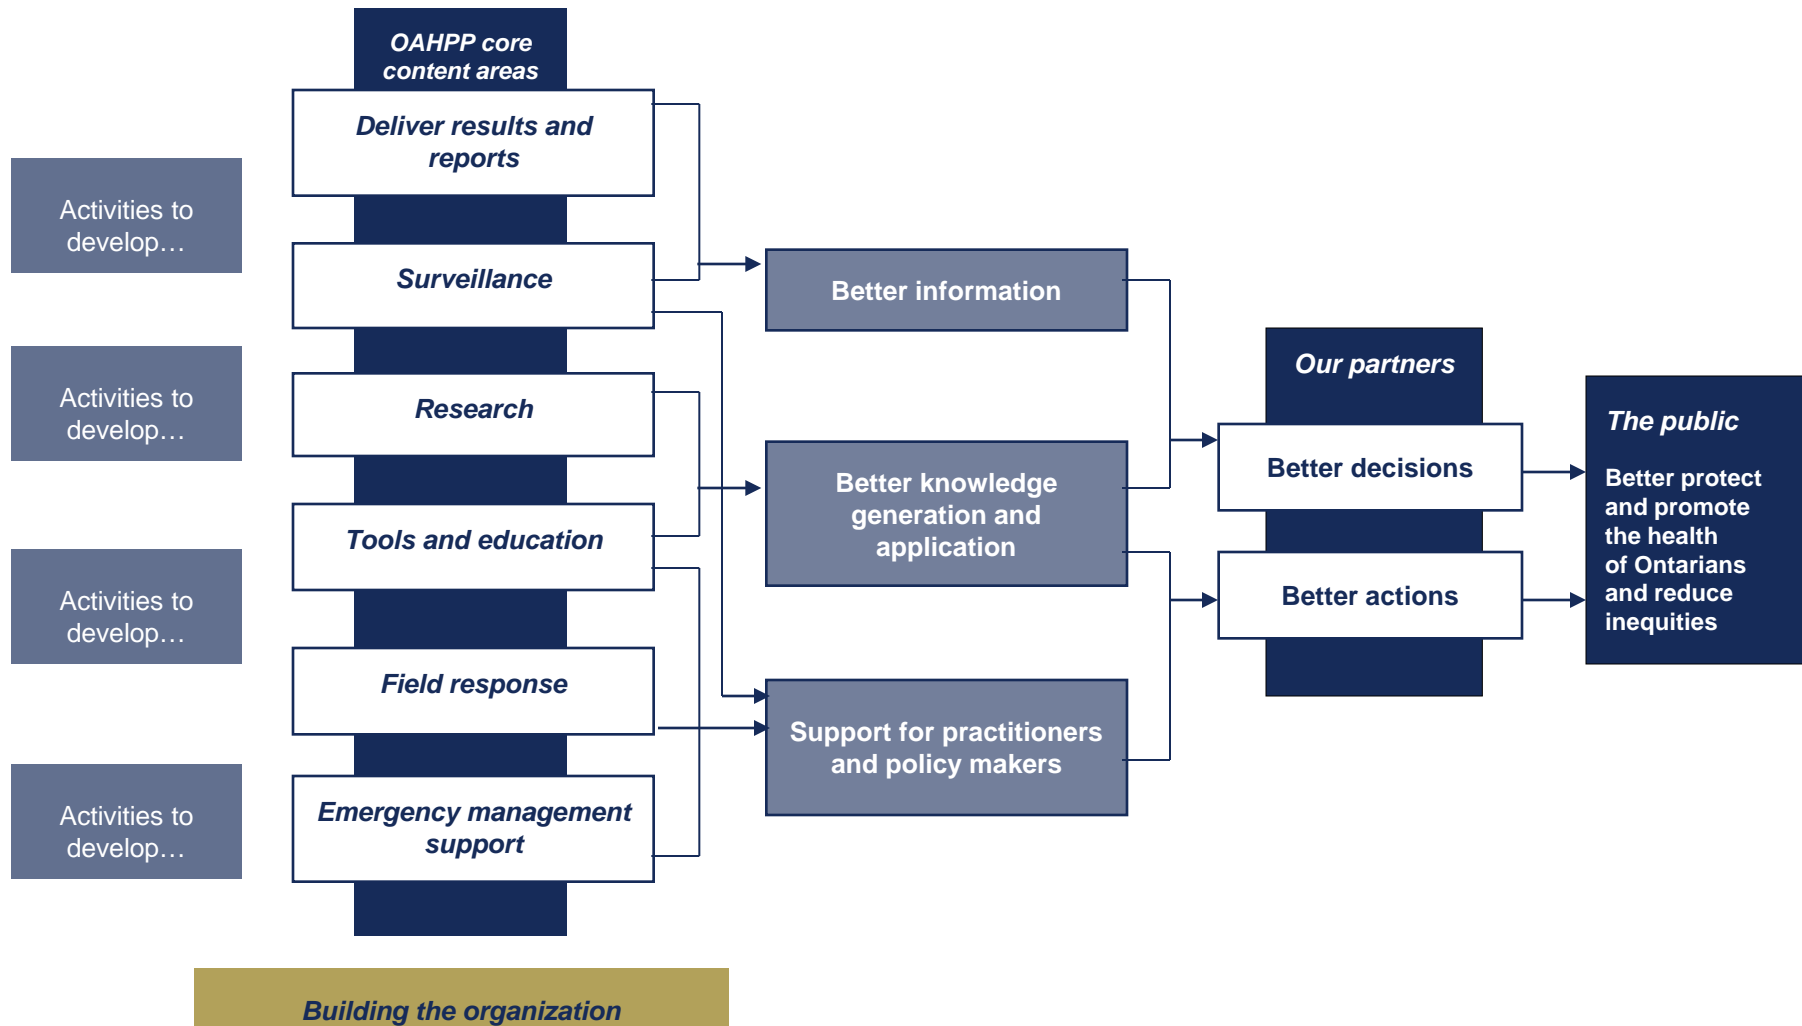 OAHPP core
content areas
Deliver results and
reports
Surveillance
Research
Tools and education
Field response
Emergency management
support
Activities to
develop…
Activities to
develop…
Activities to
develop…
Activities to
develop…
Better information
Better knowledge
generation and
application
Support for practitioners
and policy makers
Our partners
Better decisions
Better actions
The public
Better protect
and promote
the health
of Ontarians
and reduce
inequities
Building the organization